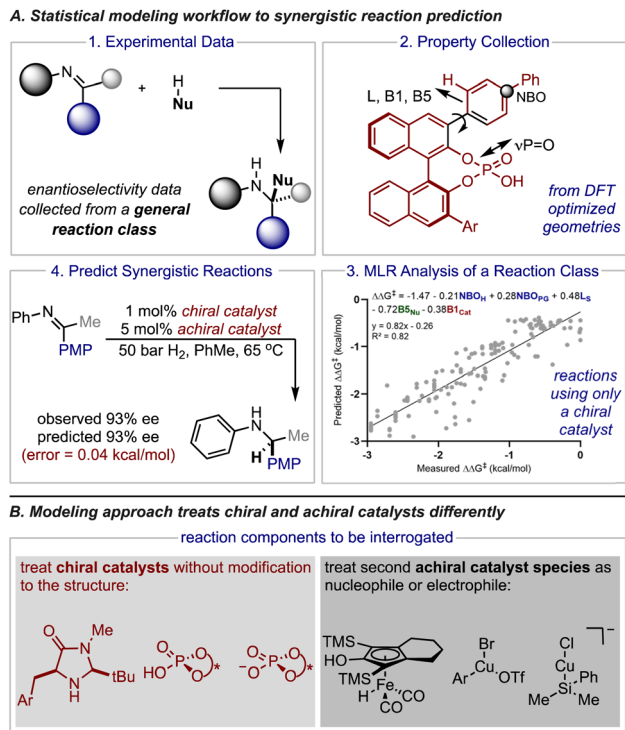 A. Statistical modeling workflow to synergistic reaction prediction
1. Experimental Data
N
+
H
Nu
H
N
Nu
enantioselectivity data
collected from a general
reaction class
2. Property Collection
H
Ph
NBO
L, B1, B5
νP=O
O
O
P
O
OH
Ar
from DFT
optimized
geometries
4. Predict Synergistic Reactions
Ph
N
Me
PMP
1 mol% chiral catalyst
5 mol% achiral catalyst
50 bar H₂, PhMe, 65 °C
observed 93% ee
predicted 93% ee
(error = 0.04 kcal/mol)
H
N
Me
H
PMP
3. MLR Analysis of a Reaction Class
ΔΔG‡ = -1.47 - 0.21NBO_H + 0.28NBO_PG + 0.48L_S
- 0.72B5_Nu - 0.38B1_Cat
y = 0.82x - 0.26
R² = 0.82
0
-1
-2
-3
Predicted ΔΔG‡ (kcal/mol)
-3
-2
-1
0
Measured ΔΔG‡ (kcal/mol)
reactions
using only
a chiral
catalyst
B. Modeling approach treats chiral and achiral catalysts differently
reaction components to be interrogated
treat chiral catalysts without modification
to the structure:
O
Me
N
N
H
tBu
Ar
O
P
O
HO
O
*
O
P
O
⁻O
O
*
treat second achiral catalyst species as
nucleophile or electrophile:
TMS
HO
TMS
Fe
H
CO
CO
Br
Cu
Ar
OTf
Cl
Cu
Ph
Si
Me
Me
−